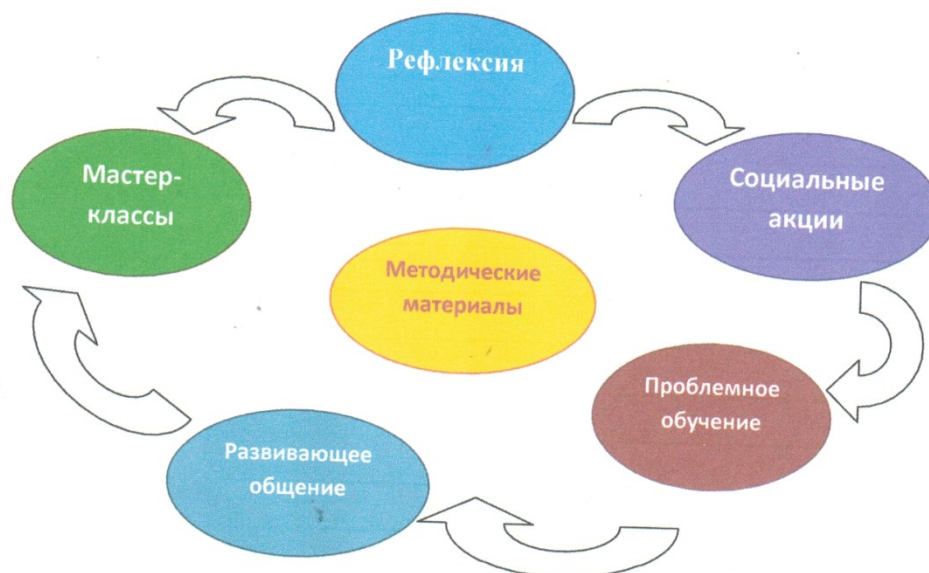 Рефлексия
Мастер-
классы
Социальные
акции
Методические
материалы
Проблемное
обучение
Развивающее
общение